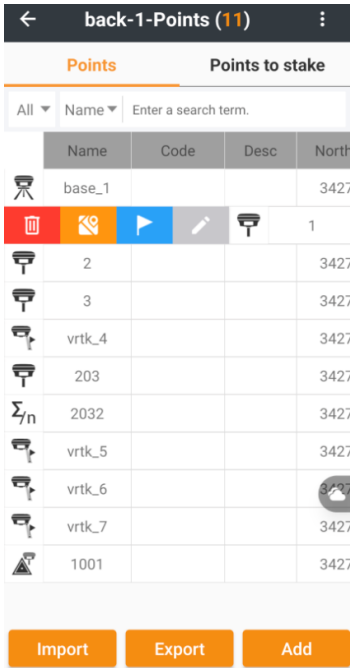 back-1-Points (11)
Points Points to stake
All Name Enter a search term.
Name Code Desc North
base_1 3427
1
2 3427
3 3427
vrtk_4 3427
203 3427
Σ/n 2032 3427
vrtk_5 3427
vrtk_6 3427
vrtk_7 3427
1001 3427
Import Export Add